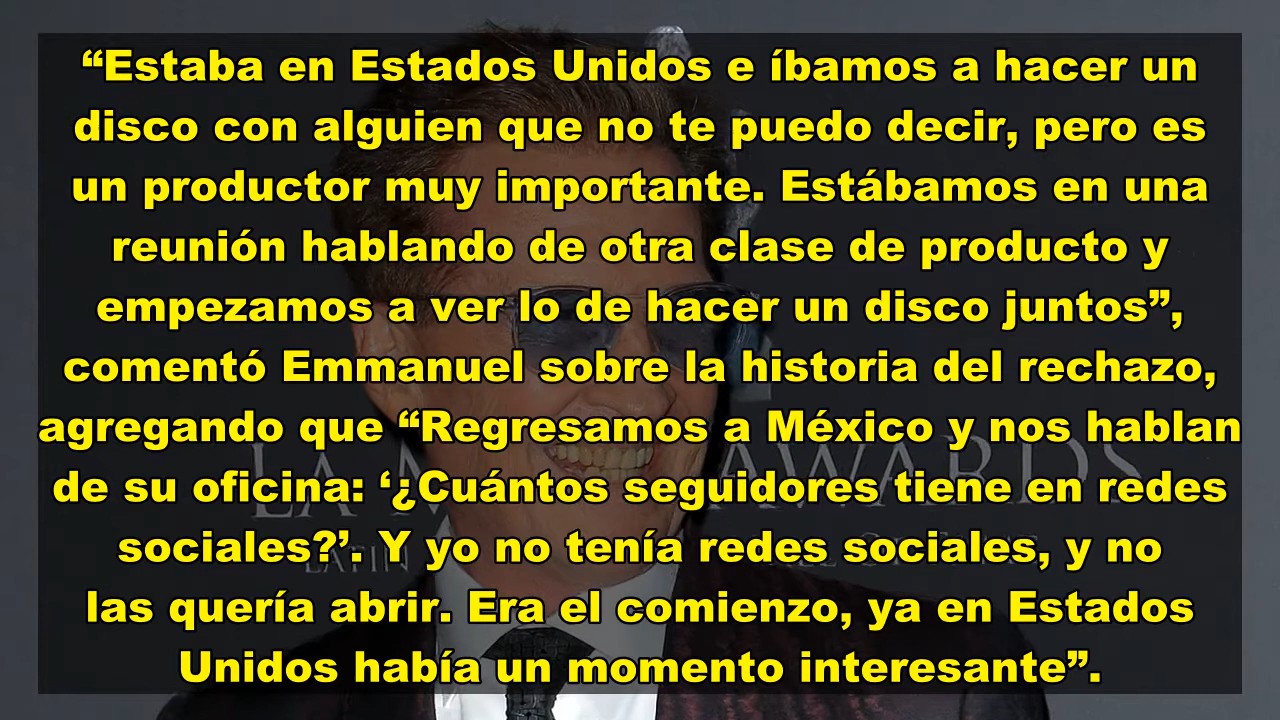 “Estaba en Estados Unidos e íbamos a hacer un
disco con alguien que no te puedo decir, pero es
un productor muy importante. Estábamos en una
reunión hablando de otra clase de producto y
empezamos a ver lo de hacer un disco juntos”,
comentó Emmanuel sobre la historia del rechazo,
agregando que “Regresamos a México y nos hablan
de su oficina: ‘¿Cuántos seguidores tiene en redes
sociales?’. Y yo no tenía redes sociales, y no
las quería abrir. Era el comienzo, ya en Estados
Unidos había un momento interesante”.
LA AWARDS
LATIN